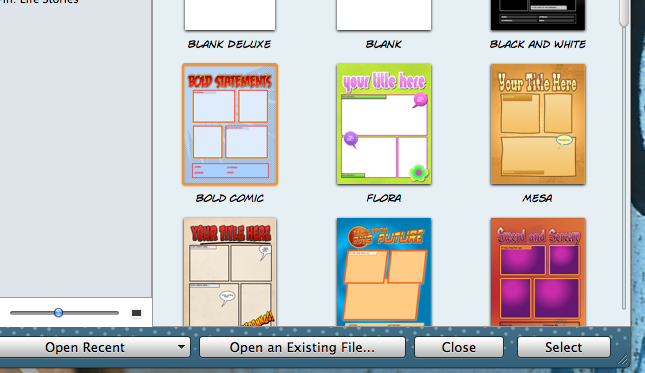 in: Life Stories
BLANK DELUXE
BLANK
BLACK AND WHITE
BOLD STATEMENTS
your title here
Your Title Here
BOLD COMIC
FLORA
MESA
YOUR TITLE HERE
FUTURE
Sword and Sorcery
Open Recent
Open an Existing File...
Close
Select